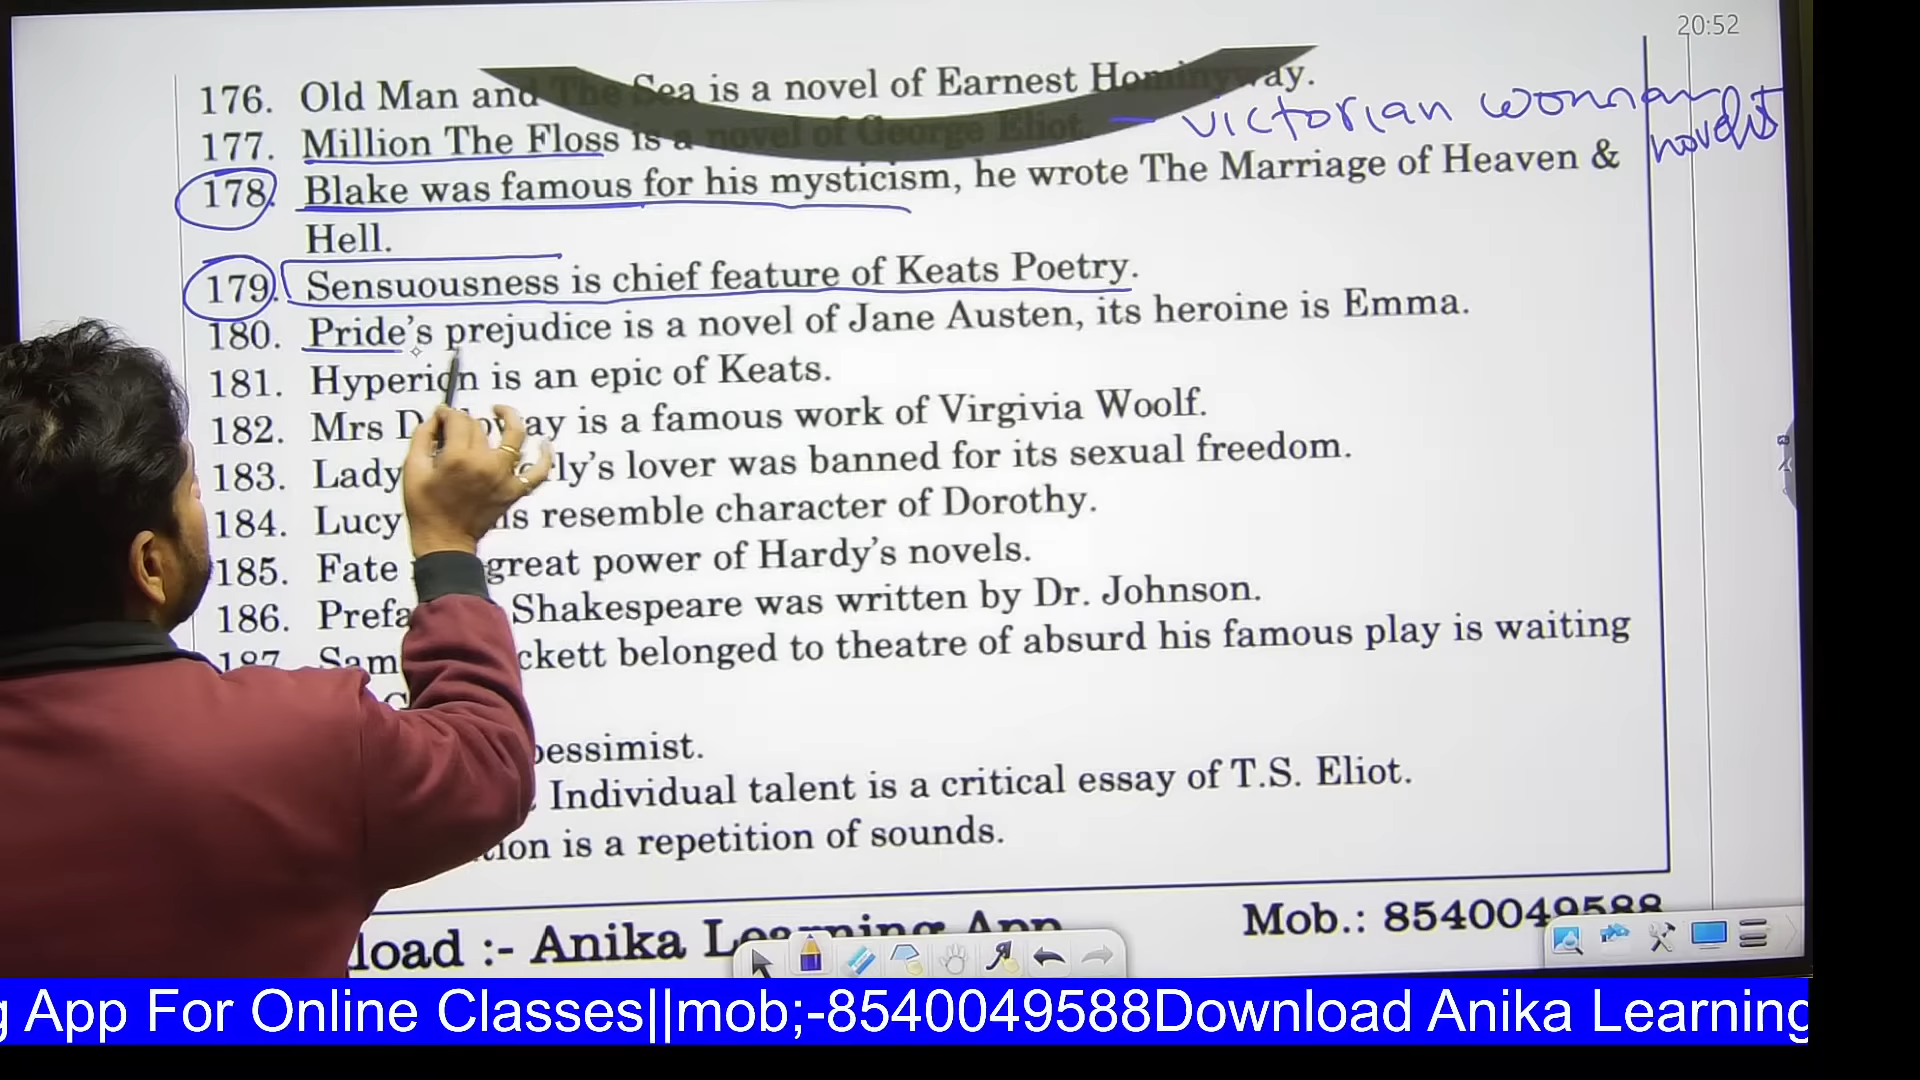 20:52
176. Old Man and The Sea is a novel of Earnest Hominyway.
177. Million The Floss is a novel of George Eliot. – victorian woman
novelist
178. Blake was famous for his mysticism, he wrote The Marriage of Heaven &
Hell.
179. Sensuousness is chief feature of Keats Poetry.
180. Pride's prejudice is a novel of Jane Austen, its heroine is Emma.
181. Hyperion is an epic of Keats.
182. Mrs is a famous work of Virgivia Woolf.
183. Lady lover was banned for its sexual freedom.
184. Lucy resemble character of Dorothy.
185. Fate great power of Hardy's novels.
186. Shakespeare was written by Dr. Johnson.
187. belonged to theatre of absurd his famous play is waiting
pessimist.
Individual talent is a critical essay of T.S. Eliot.
is a repetition of sounds.
:- Anika Learning App Mob.: 8540049588
App For Online Classes||mob;-8540049588Download Anika Learning